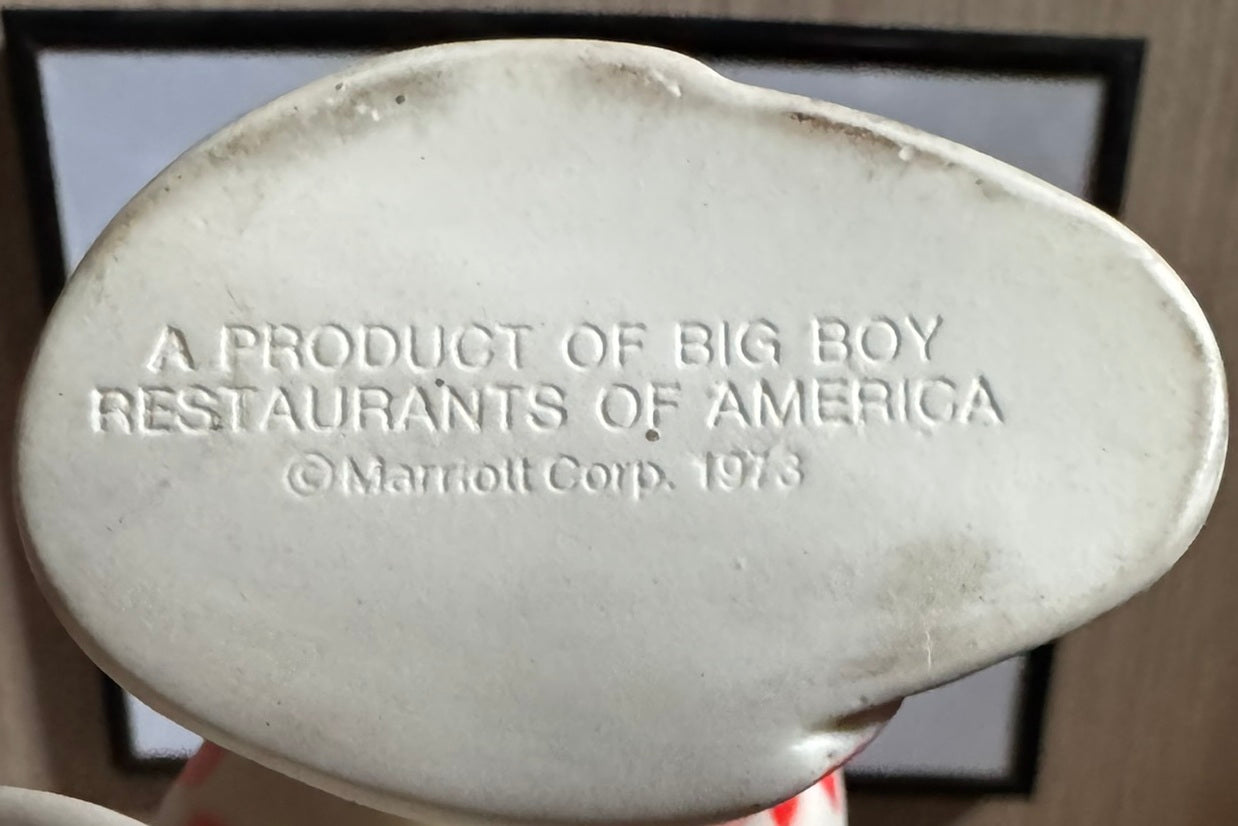 A PRODUCT OF BIG BOY
RESTAURANTS OF AMERICA
©Marriott Corp. 1973